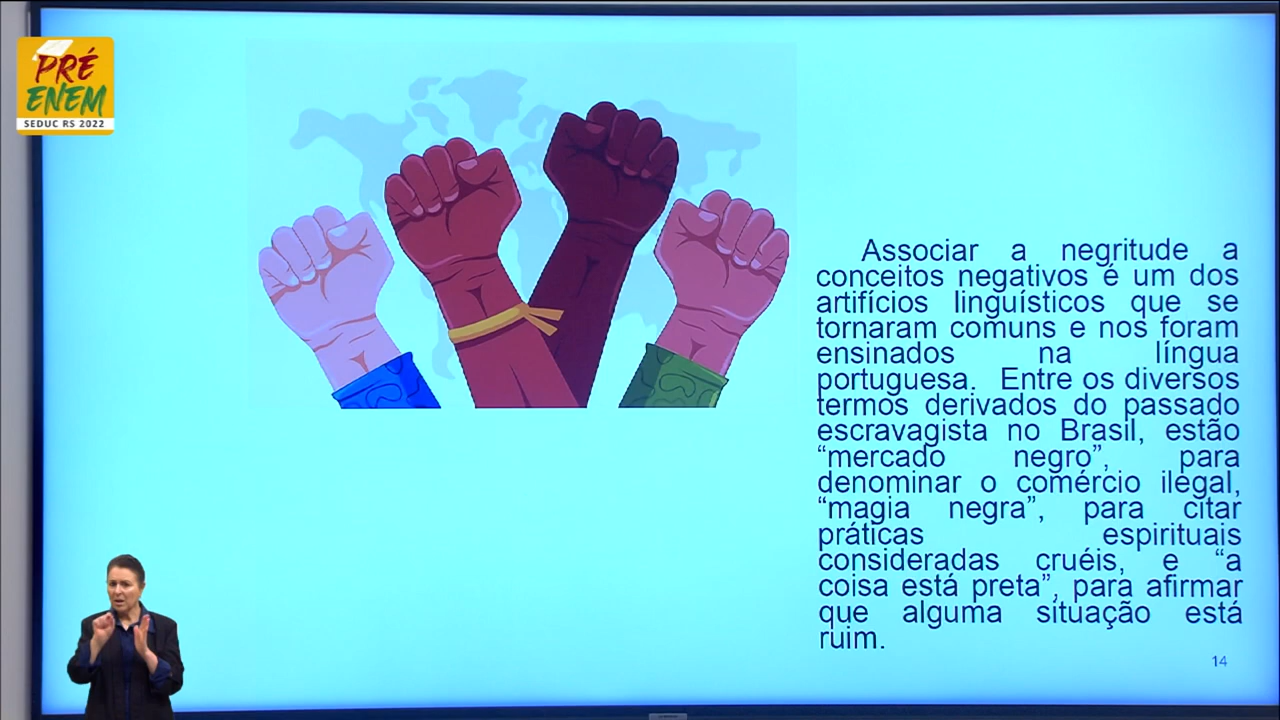 PRÉ
ENEM
SEDUC RS 2022
Associar a negritude a
conceitos negativos é um dos
artifícios linguísticos que se
tornaram comuns e nos foram
ensinados na língua
portuguesa. Entre os diversos
termos derivados do passado
escravagista no Brasil, estão
“mercado negro”, para
denominar o comércio ilegal,
“magia negra”, para citar
práticas espirituais
consideradas cruéis, e “a
coisa está preta”, para afirmar
que alguma situação está
ruim.
14